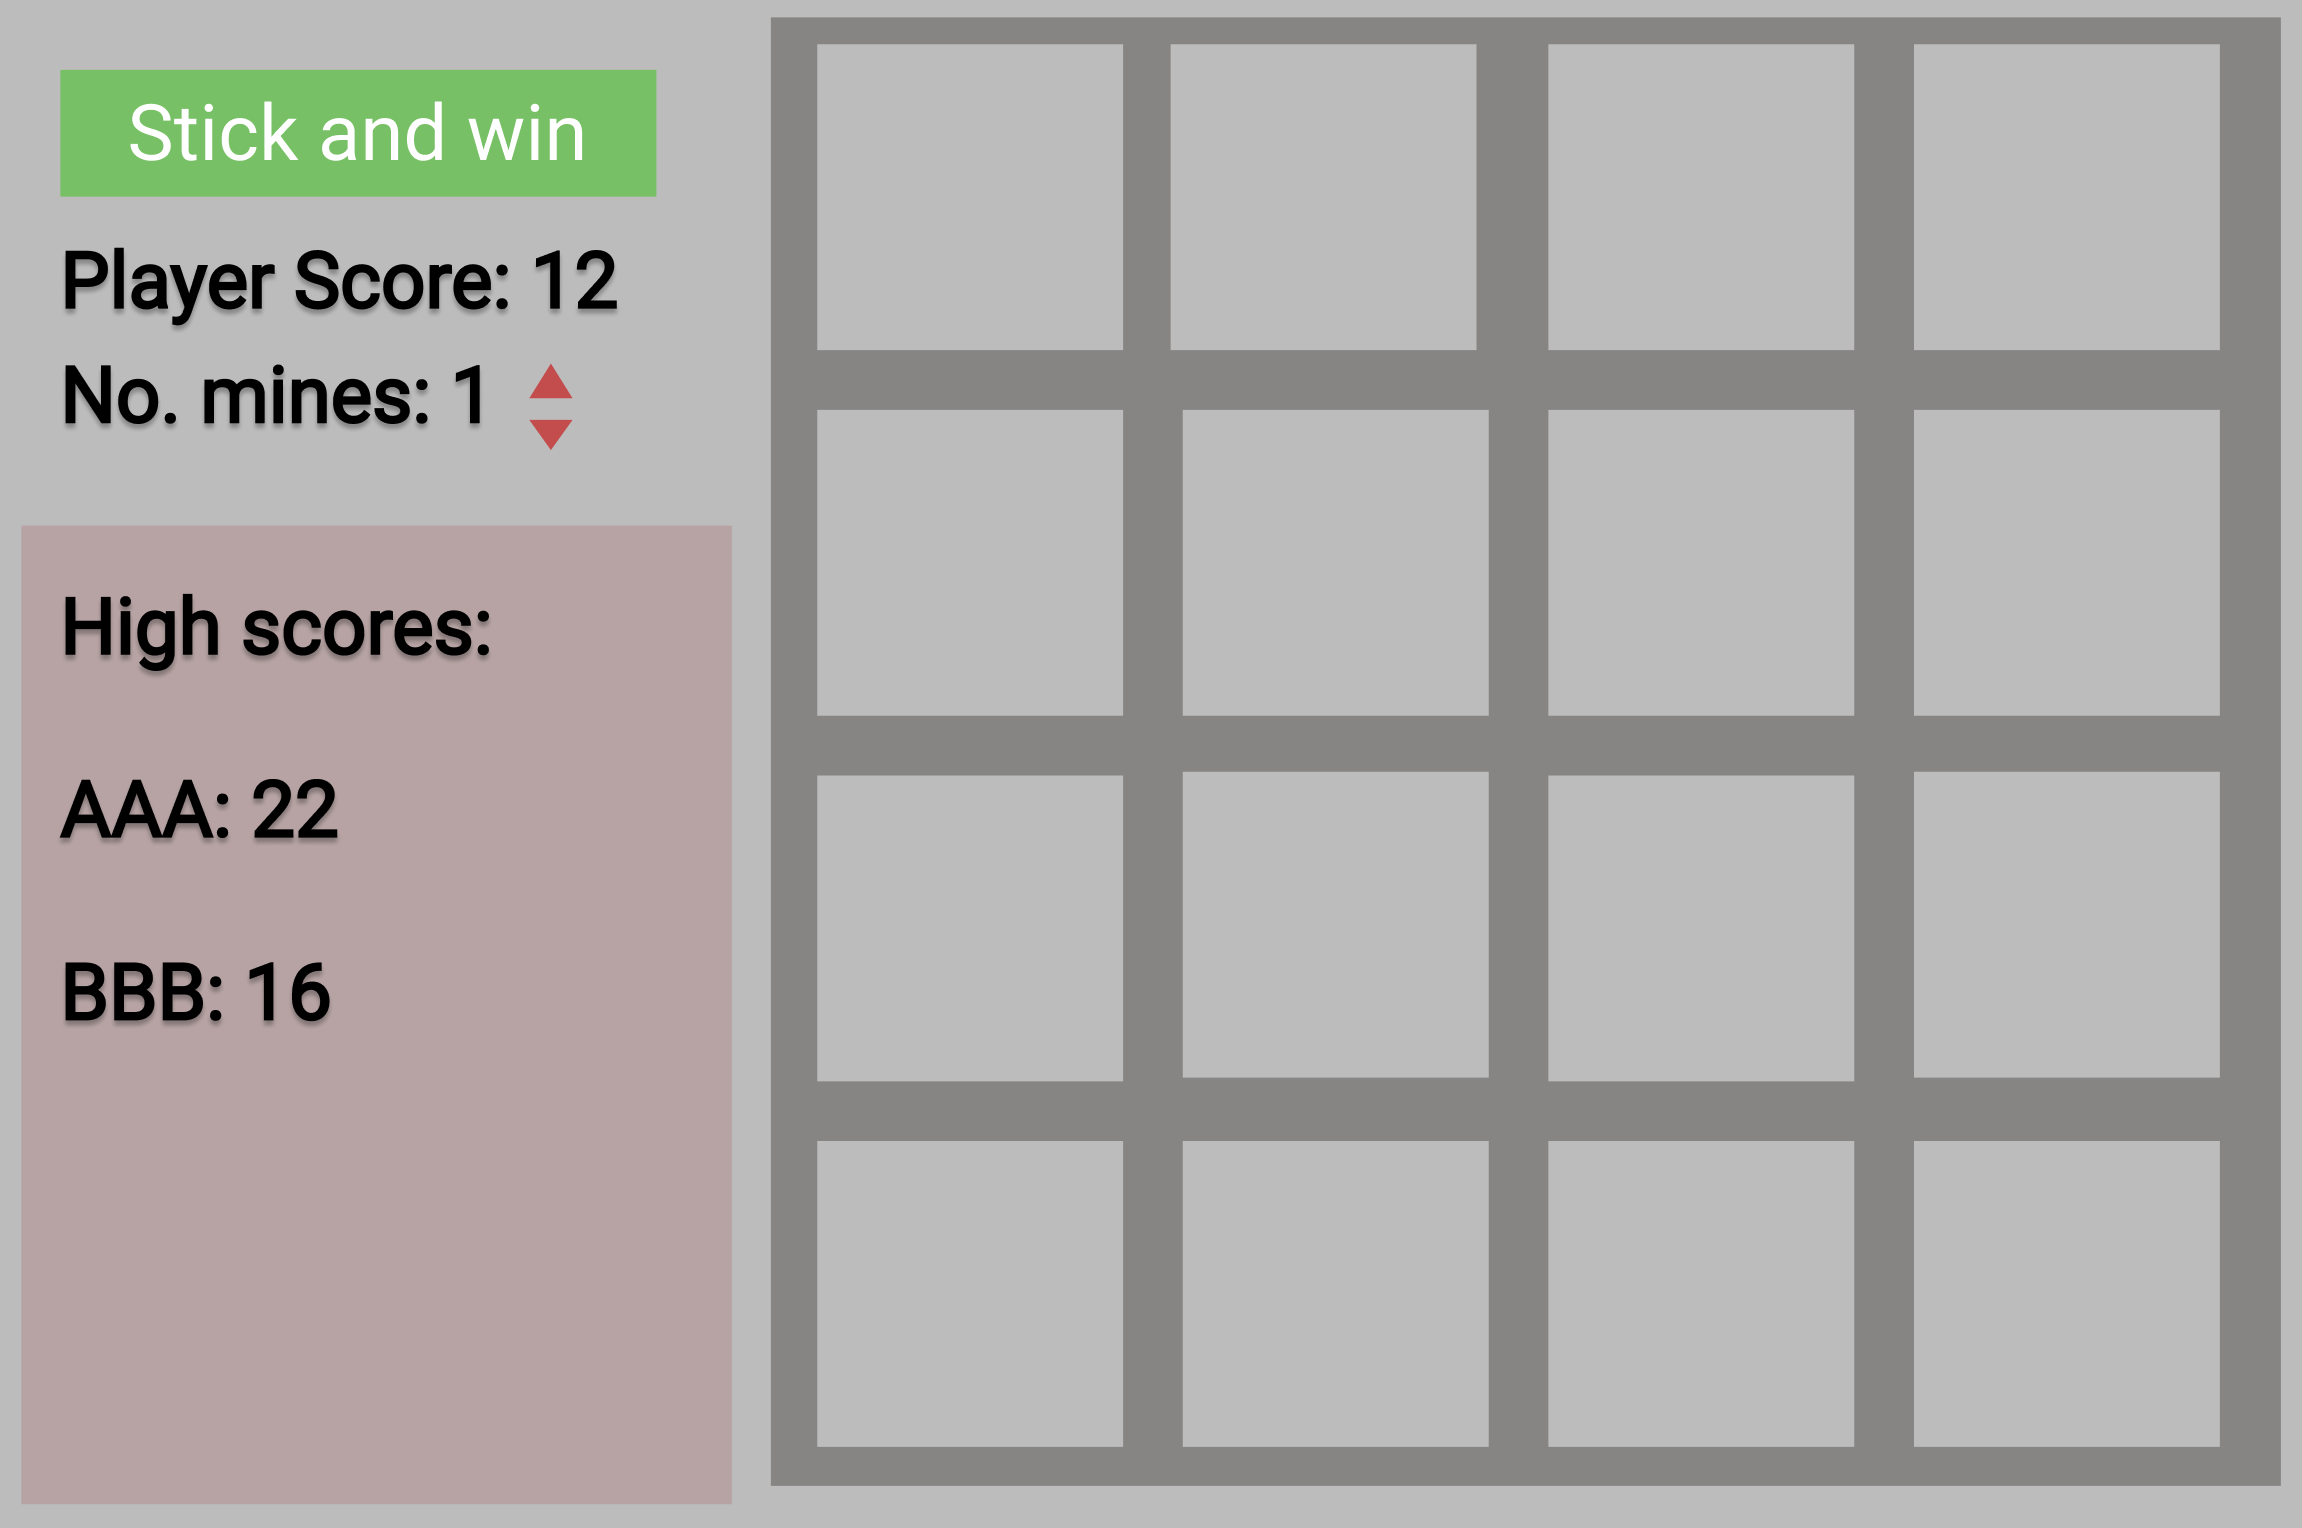 Stick and win
Player Score: 12
No. mines: 1
High scores:
AAA: 22
BBB: 16